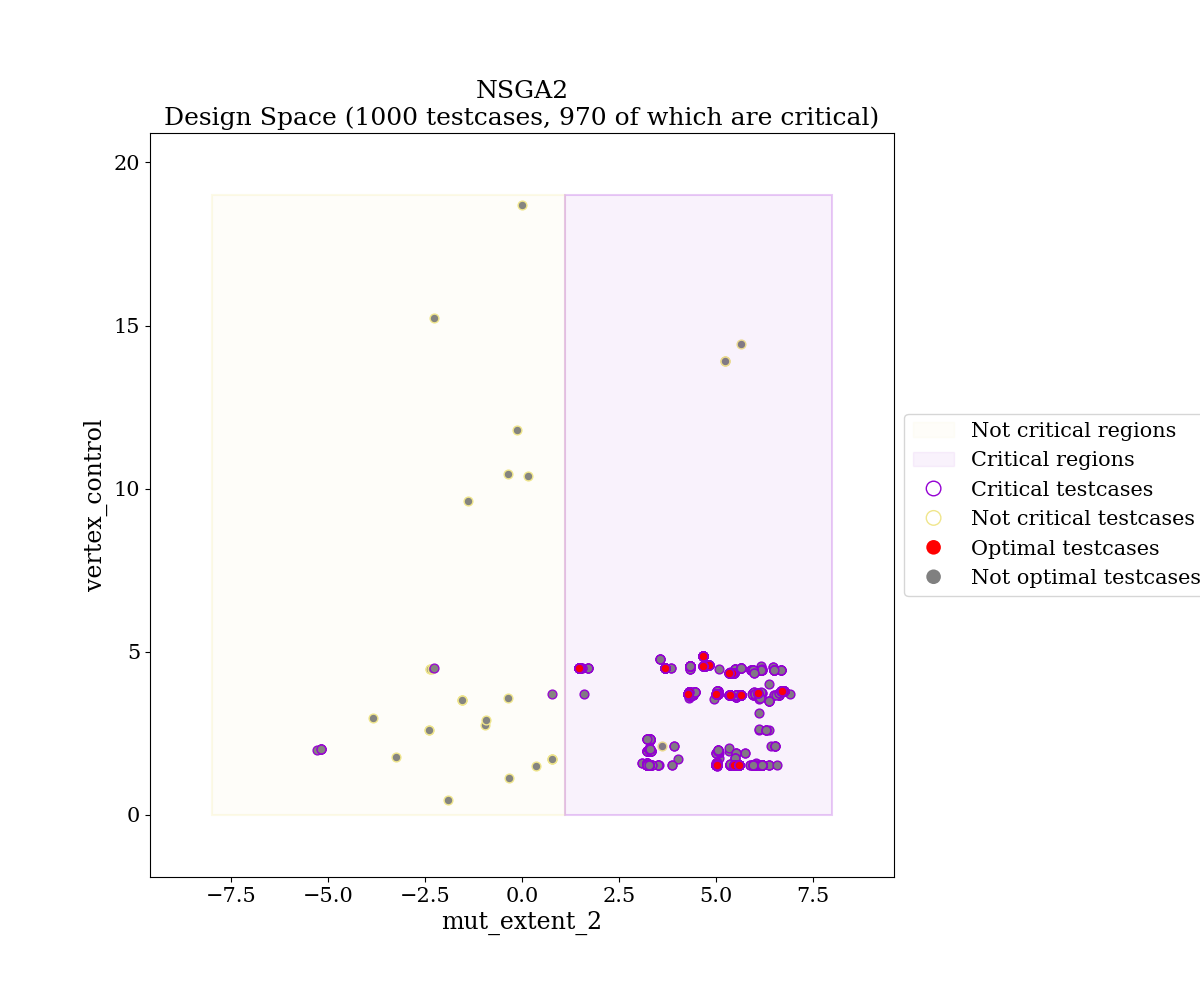 NSGA2
Design Space (1000 testcases, 970 of which are critical)
20
15
10
5
0
vertex_control
−7.5
−5.0
−2.5
0.0
2.5
5.0
7.5
mut_extent_2
Not critical regions
Critical regions
Critical testcases
Not critical testcases
Optimal testcases
Not optimal testcases